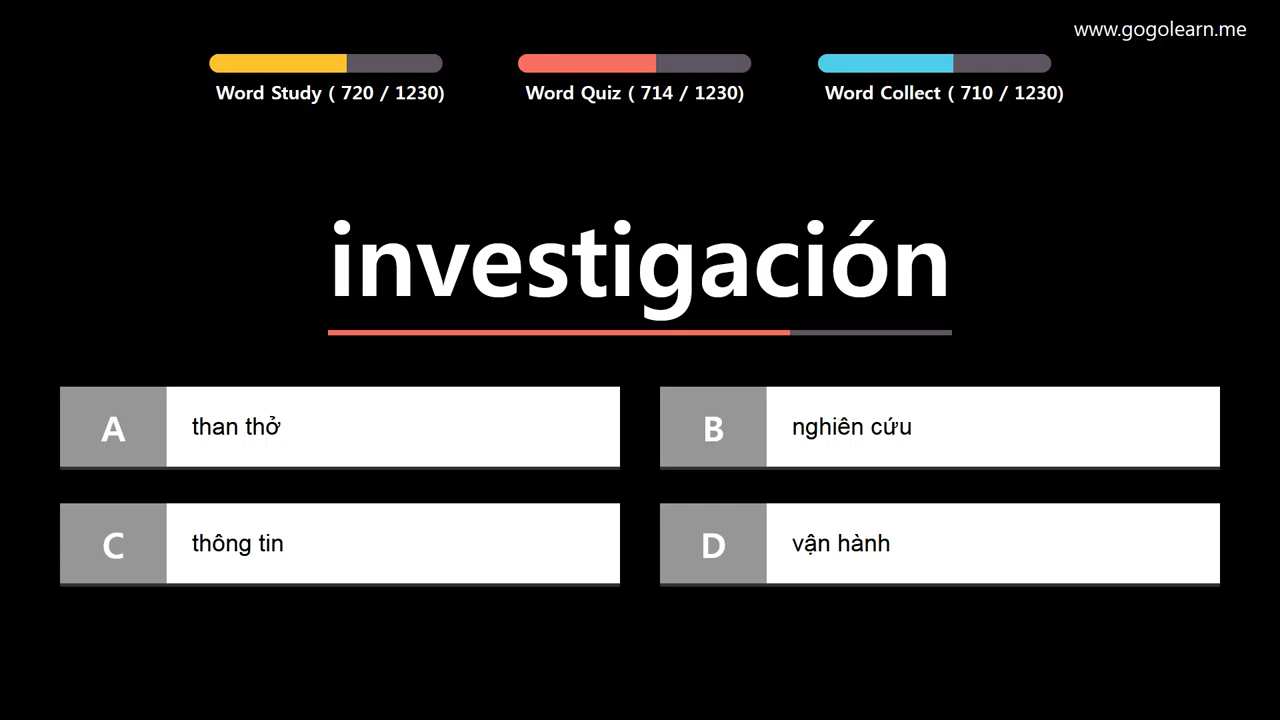 www.gogolearn.me
Word Study ( 720 / 1230)
Word Quiz ( 714 / 1230)
Word Collect ( 710 / 1230)
investigación
A than thở
B nghiên cứu
C thông tin
D vận hành